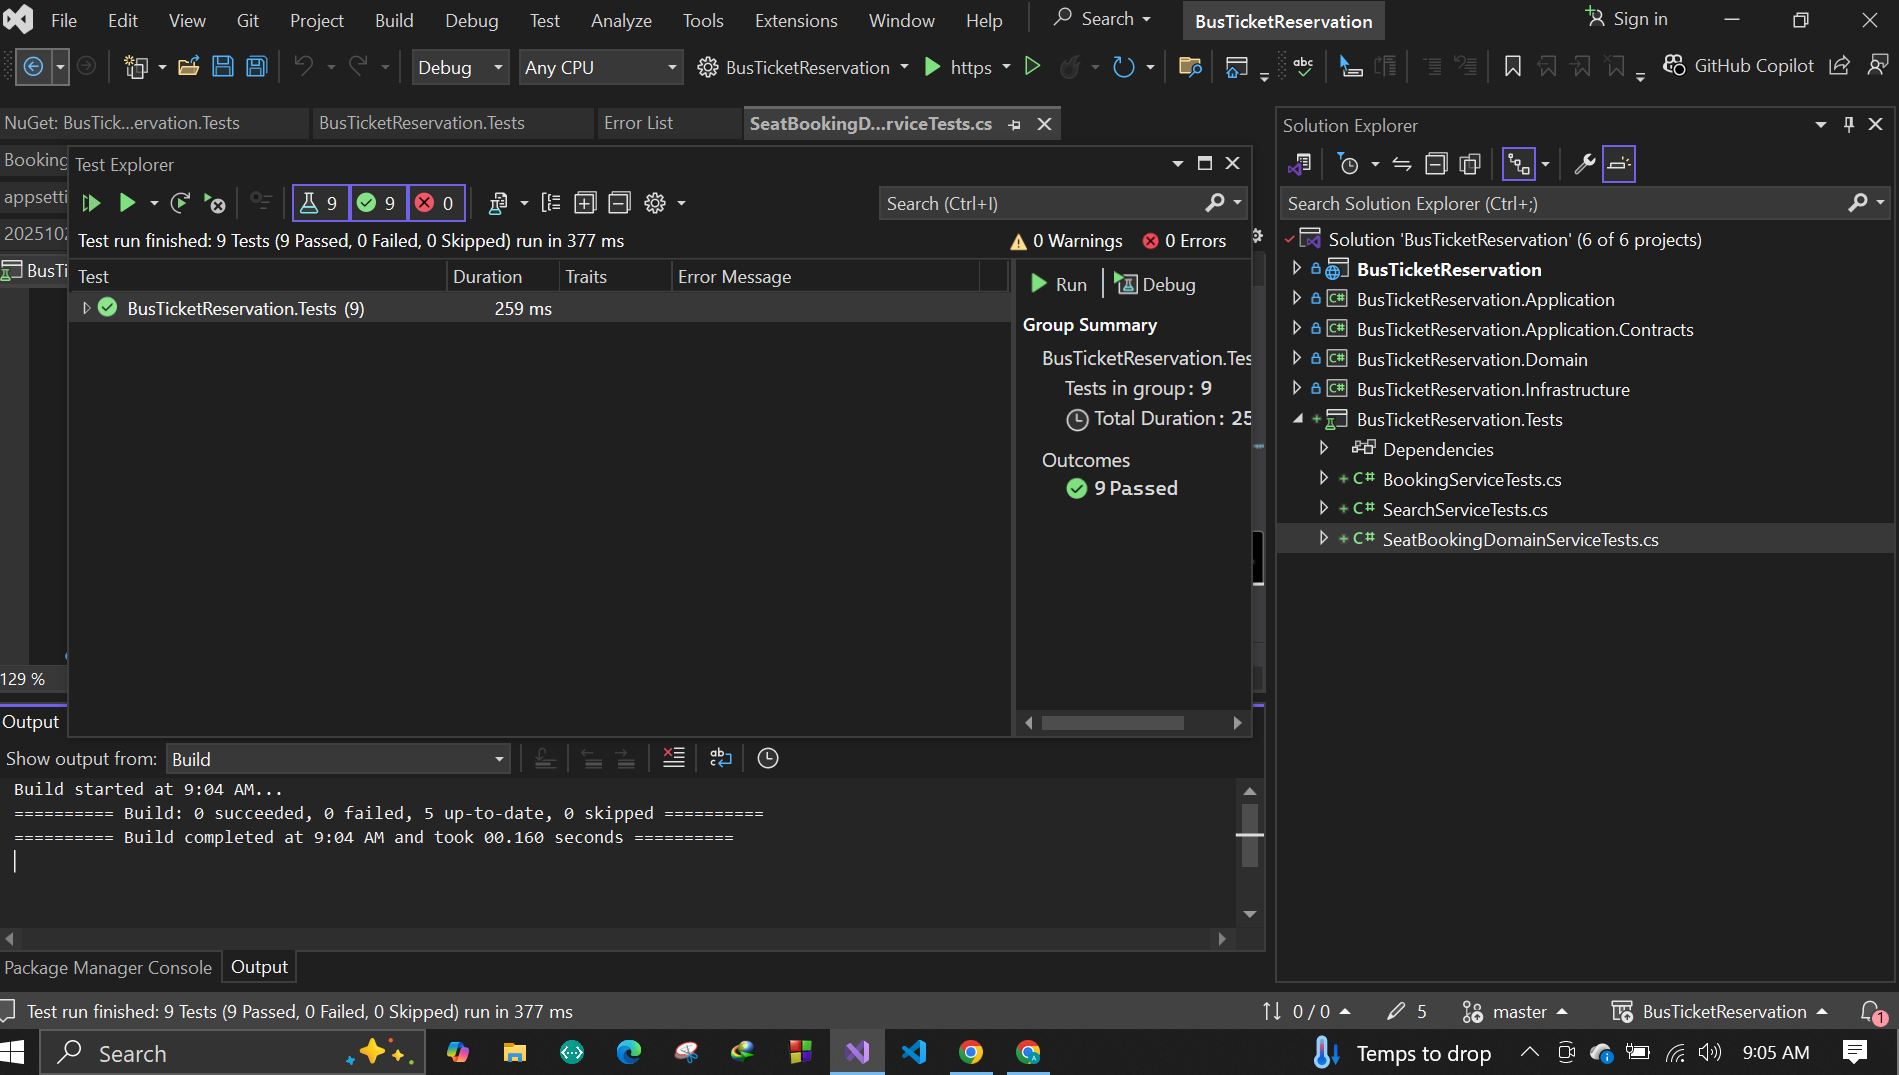 File Edit View Git Project Build Debug Test Analyze Tools Extensions Window Help Search BusTicketReservation Sign in
Debug Any CPU BusTicketReservation https GitHub Copilot
NuGet: BusTick...ervation.Tests BusTicketReservation.Tests Error List SeatBookingD...rviceTests.cs
Booking
appsetti
2025102
BusTi
129 %
Test Explorer
9 9 0 Search (Ctrl+I)
Test run finished: 9 Tests (9 Passed, 0 Failed, 0 Skipped) run in 377 ms 0 Warnings 0 Errors
Test Duration Traits Error Message
BusTicketReservation.Tests (9) 259 ms
Run Debug
Group Summary
BusTicketReservation.Tes
Tests in group: 9
Total Duration: 25
Outcomes
9 Passed
Solution Explorer
Search Solution Explorer (Ctrl+;)
Solution 'BusTicketReservation' (6 of 6 projects)
BusTicketReservation
C# BusTicketReservation.Application
C# BusTicketReservation.Application.Contracts
C# BusTicketReservation.Domain
C# BusTicketReservation.Infrastructure
BusTicketReservation.Tests
Dependencies
+ C# BookingServiceTests.cs
+ C# SearchServiceTests.cs
+ C# SeatBookingDomainServiceTests.cs
Output
Show output from: Build
Build started at 9:04 AM...
========== Build: 0 succeeded, 0 failed, 5 up-to-date, 0 skipped ==========
========== Build completed at 9:04 AM and took 00.160 seconds ==========
Package Manager Console Output
Test run finished: 9 Tests (9 Passed, 0 Failed, 0 Skipped) run in 377 ms 0 / 0 5 master BusTicketReservation 1
Search Temps to drop 9:05 AM